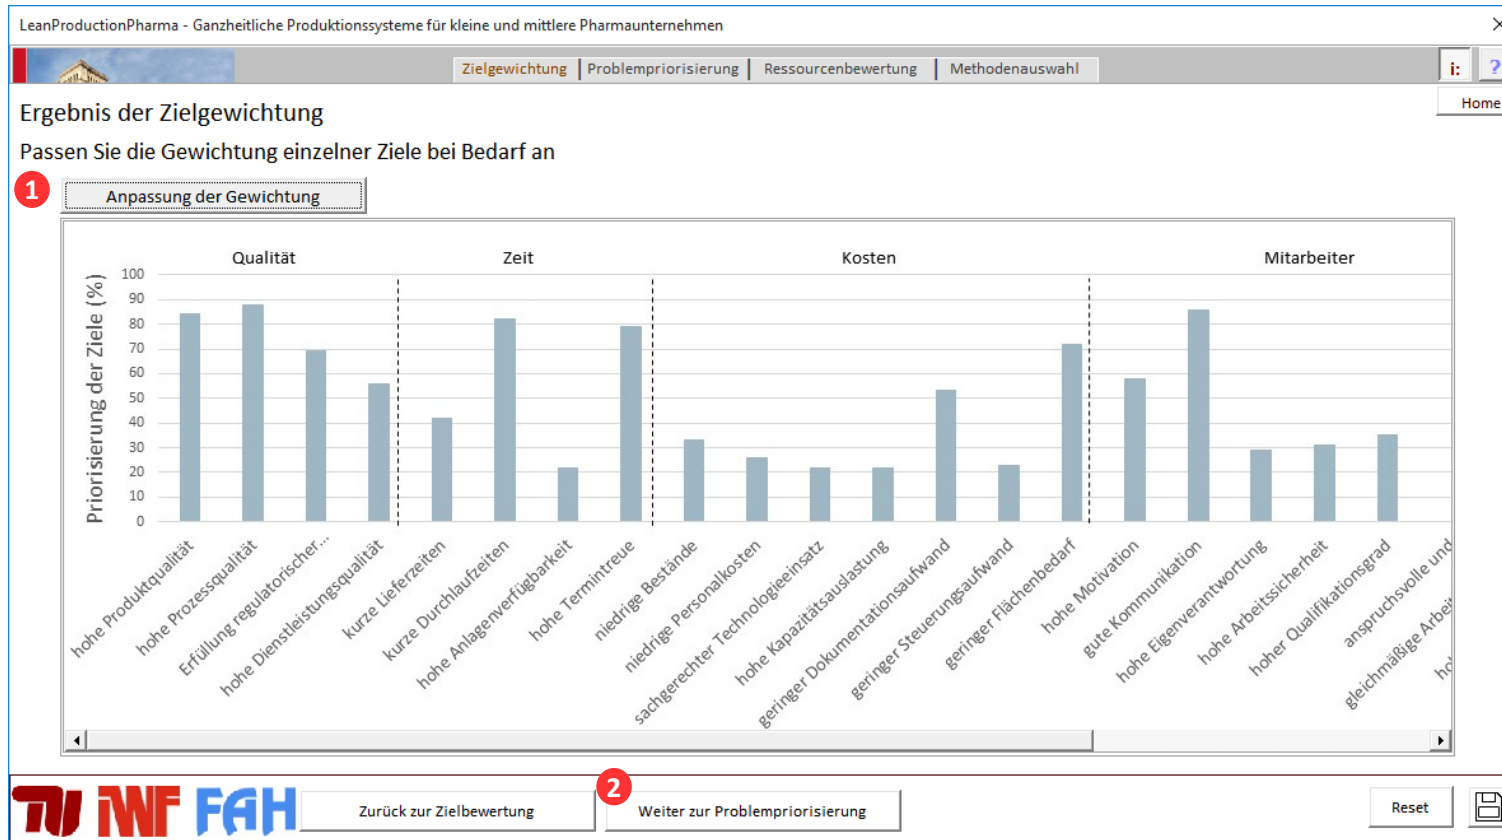 LeanProductionPharma - Ganzheitliche Produktionssysteme für kleine und mittlere Pharmaunternehmen
Zielgewichtung Problempriorisierung Ressourcenbewertung Methodenauswahl i: ?
Home
Ergebnis der Zielgewichtung
Passen Sie die Gewichtung einzelner Ziele bei Bedarf an
1 Anpassung der Gewichtung
Qualität Zeit Kosten Mitarbeiter
Priorisierung der Ziele (%)
100
90
80
70
60
50
40
30
20
10
0
hohe Produktqualität
hohe Prozessqualität
Erfüllung regulatorischer...
hohe Dienstleistungsqualität
kurze Lieferzeiten
kurze Durchlaufzeiten
hohe Anlagenverfügbarkeit
hohe Termintreue
niedrige Bestände
niedrige Personalkosten
sachgerechter Technologieeinsatz
hohe Kapazitätsauslastung
geringer Dokumentationsaufwand
geringer Steuerungsaufwand
geringer Flächenbedarf
hohe Motivation
gute Kommunikation
hohe Eigenverantwortung
hohe Arbeitssicherheit
hoher Qualifikationsgrad
anspruchsvolle und
gleichmäßige Arbei
ho
2
TU iWF FAH Zurück zur Zielbewertung Weiter zur Problempriorisierung Reset